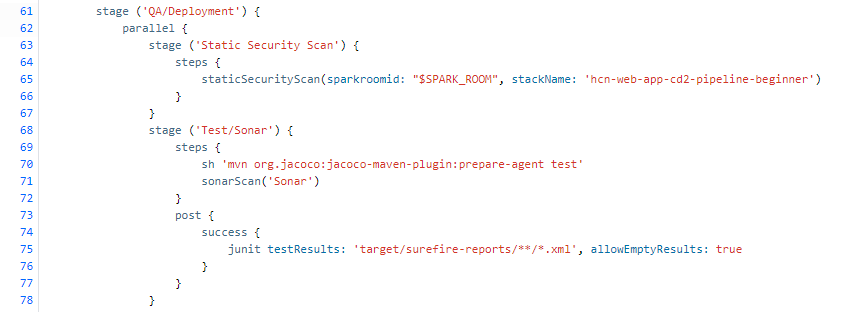 61 stage ('QA/Deployment') {
62 parallel {
63 stage ('Static Security Scan') {
64 steps {
65 staticSecurityScan(sparkroomid: "$SPARK_ROOM", stackName: 'hcn-web-app-cd2-pipeline-beginner')
66 }
67 }
68 stage ('Test/Sonar') {
69 steps {
70 sh 'mvn org.jacoco:jacoco-maven-plugin:prepare-agent test'
71 sonarScan('Sonar')
72 }
73 post {
74 success {
75 junit testResults: 'target/surefire-reports/**/*.xml', allowEmptyResults: true
76 }
77 }
78 }